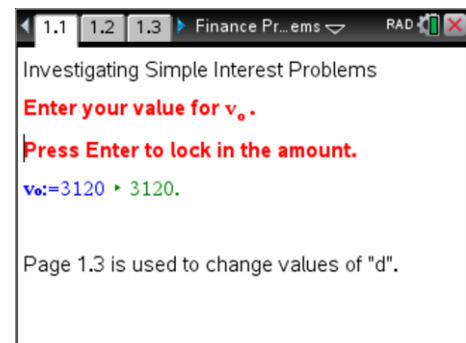 1.1 1.2 1.3 Finance Pr...ems RAD
Investigating Simple Interest Problems
Enter your value for vₒ.
Press Enter to lock in the amount.
vₒ:=3120 ▸ 3120.
Page 1.3 is used to change values of "d".